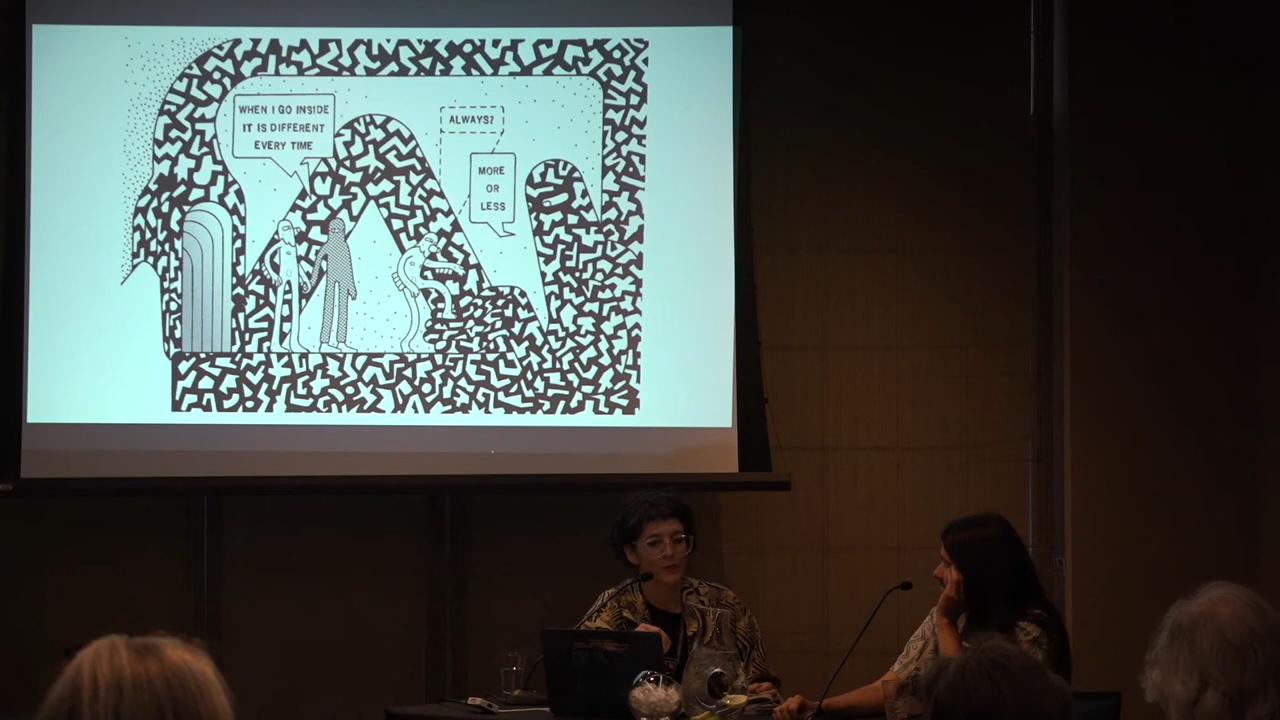 WHEN I GO INSIDE
IT IS DIFFERENT
EVERY TIME
ALWAYS?
MORE
OR
LESS